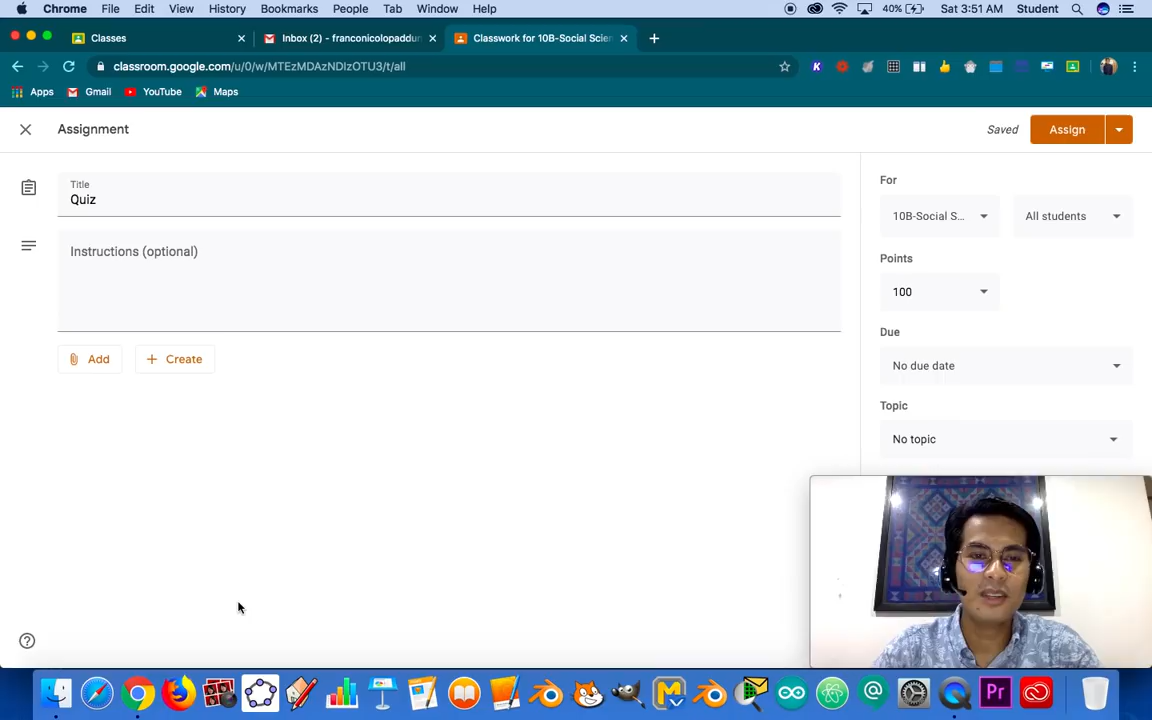 Chrome File Edit View History Bookmarks People Tab Window Help 40% Sat 3:51 AM Student
Classes Inbox (2) - franconicolopaddu Classwork for 10B-Social Scien
classroom.google.com/u/0/w/MTEzMDAzNDIzOTU3/t/all
Apps Gmail YouTube Maps
Assignment Saved Assign
Title
Quiz
Instructions (optional)
Add Create
For
10B-Social S... All students
Points
100
Due
No due date
Topic
No topic